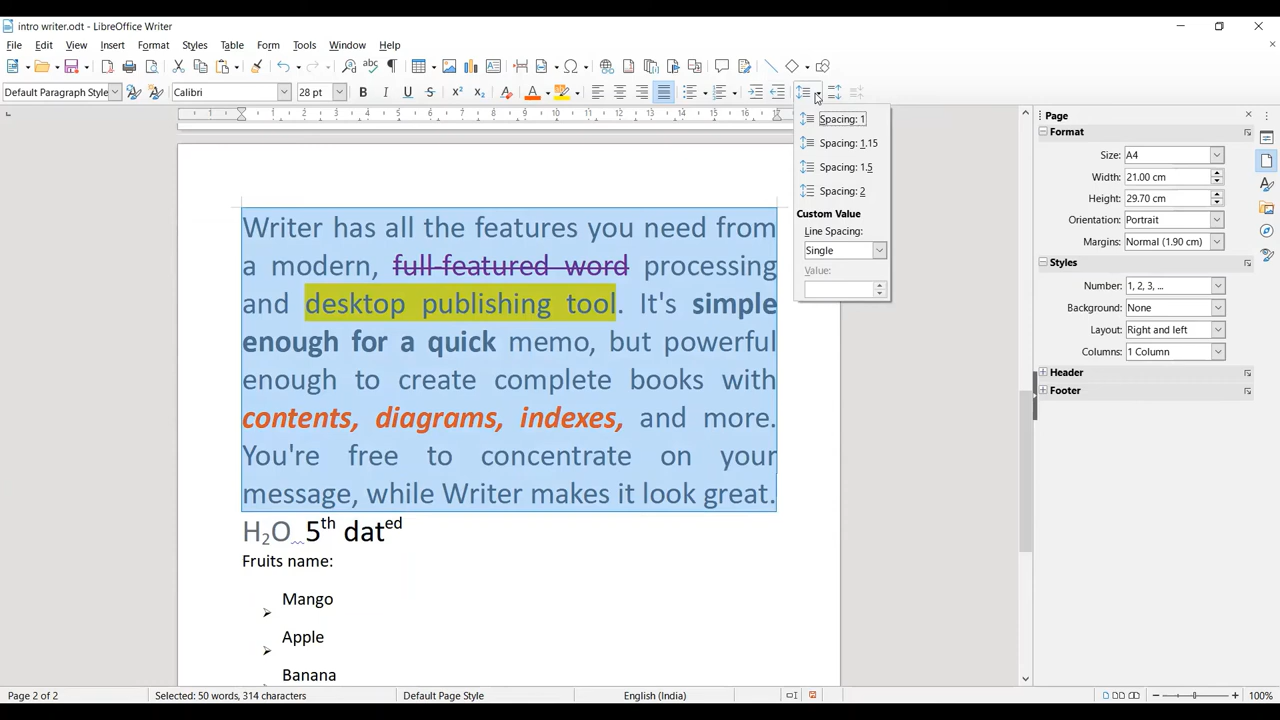 intro writer.odt - LibreOffice Writer
File Edit View Insert Format Styles Table Form Tools Window Help
Default Paragraph Style Calibri 28 pt
Spacing: 1
Spacing: 1.15
Spacing: 1.5
Spacing: 2
Custom Value
Line Spacing:
Single
Value:
Writer has all the features you need from
a modern, full-featured word processing
and desktop publishing tool. It's simple
enough for a quick memo, but powerful
enough to create complete books with
contents, diagrams, indexes, and more.
You're free to concentrate on your
message, while Writer makes it look great.
H₂O 5th dated
Fruits name:
Mango
Apple
Banana
Page
Format
Size: A4
Width: 21.00 cm
Height: 29.70 cm
Orientation: Portrait
Margins: Normal (1.90 cm)
Styles
Number: 1, 2, 3, ...
Background: None
Layout: Right and left
Columns: 1 Column
Header
Footer
Page 2 of 2 Selected: 50 words, 314 characters Default Page Style English (India) 100%